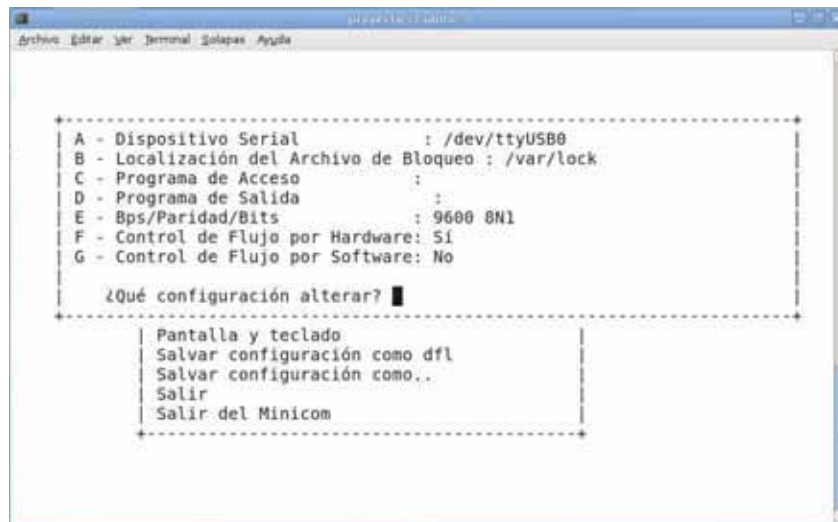 Archivo Editar Ver Terminal Solapas Ayuda
A - Dispositivo Serial : /dev/ttyUSB0
B - Localización del Archivo de Bloqueo : /var/lock
C - Programa de Acceso :
D - Programa de Salida :
E - Bps/Paridad/Bits : 9600 8N1
F - Control de Flujo por Hardware: Sí
G - Control de Flujo por Software: No
¿Qué configuración alterar?
Pantalla y teclado
Salvar configuración como dfl
Salvar configuración como..
Salir
Salir del Minicom